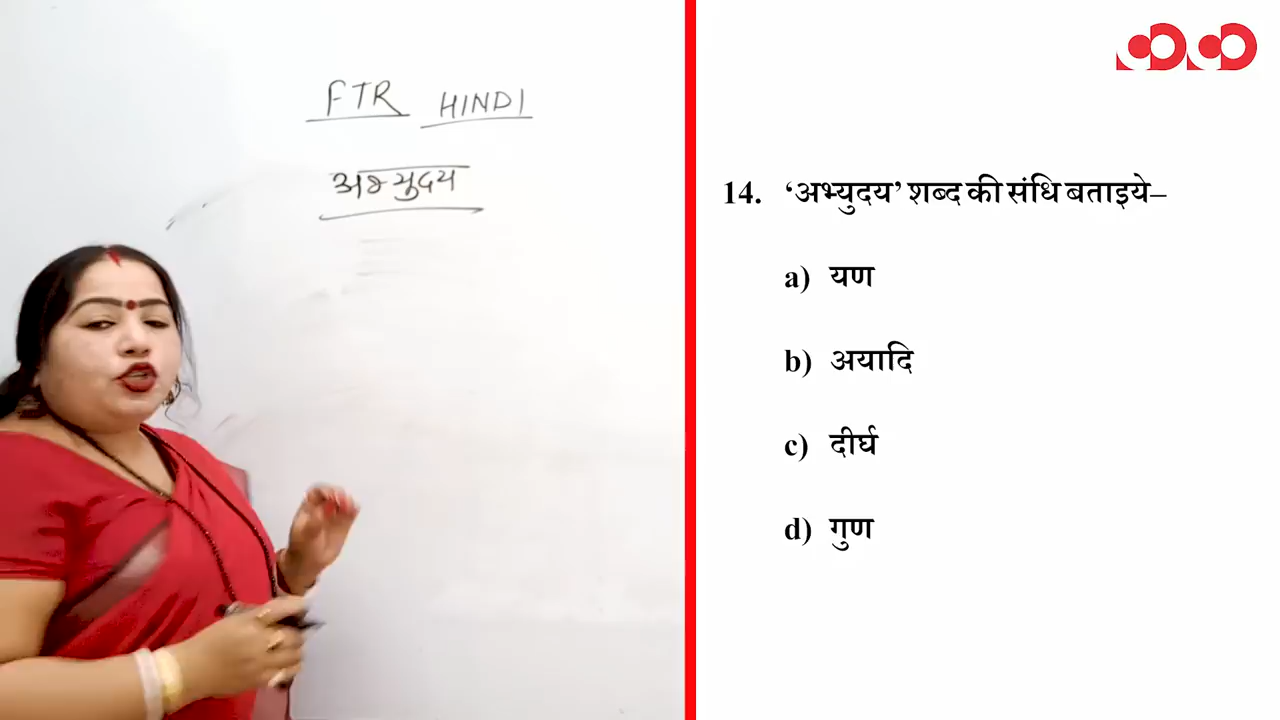 FTR HINDI
अभ्युदय
14. ‘अभ्युदय’ शब्द की संधि बताइये–
a) यण
b) अयादि
c) दीर्घ
d) गुण